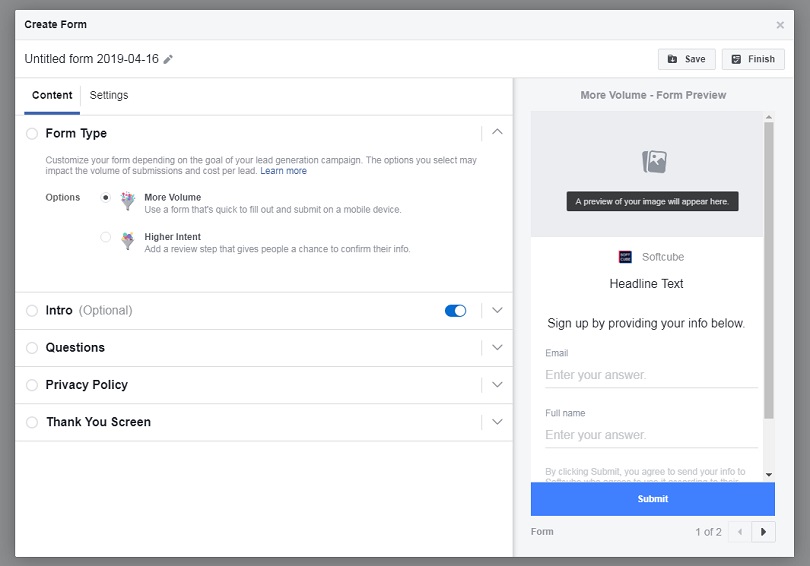 Create Form
Untitled form 2019-04-16
Save
Finish
Content
Settings
Form Type
Customize your form depending on the goal of your lead generation campaign. The options you select may
impact the volume of submissions and cost per lead. Learn more
Options
More Volume
Use a form that's quick to fill out and submit on a mobile device.
Higher Intent
Add a review step that gives people a chance to confirm their info.
Intro (Optional)
Questions
Privacy Policy
Thank You Screen
More Volume - Form Preview
A preview of your image will appear here.
Softcube
Headline Text
Sign up by providing your info below.
Email
Enter your answer.
Full name
Enter your answer.
By clicking Submit, you agree to send your info to
Softcube who agrees to use it according to their
Submit
Form
1 of 2